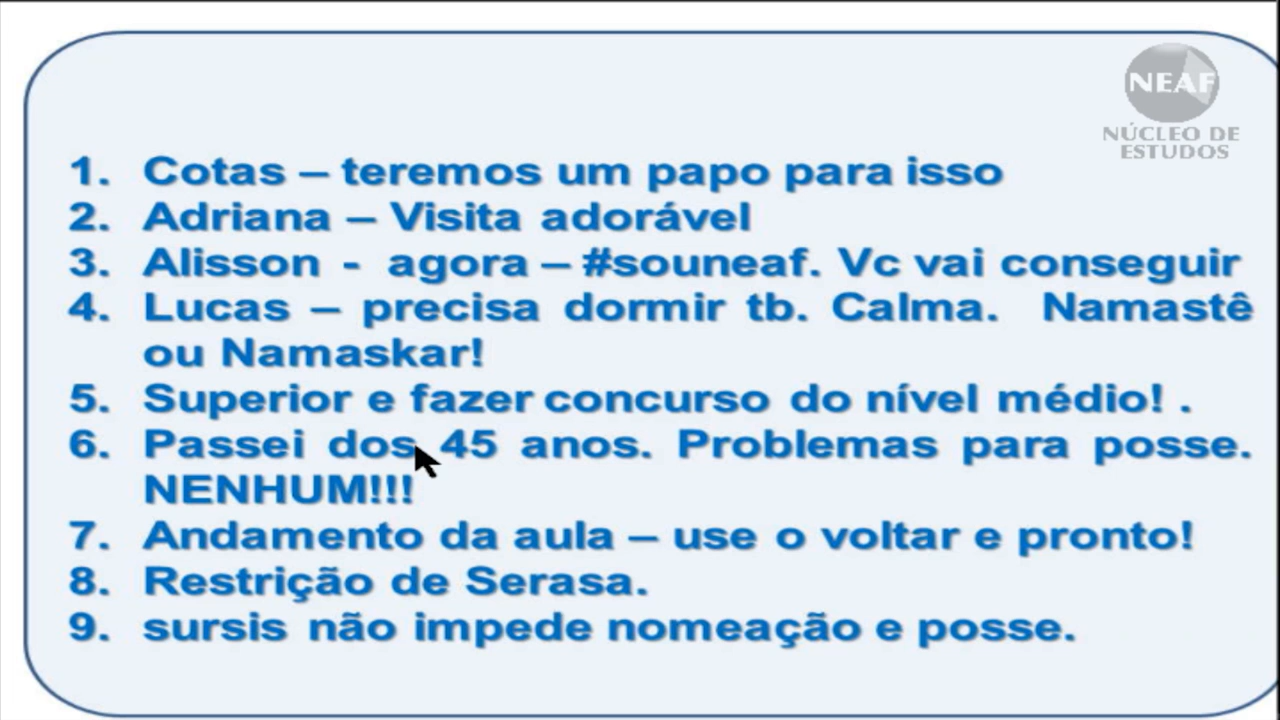 NEAF
NÚCLEO DE
ESTUDOS
1. Cotas – teremos um papo para isso
2. Adriana – Visita adorável
3. Alisson - agora – #souneaf. Vc vai conseguir
4. Lucas – precisa dormir tb. Calma. Namastê
ou Namaskar!
5. Superior e fazer concurso do nível médio! .
6. Passei dos 45 anos. Problemas para posse.
NENHUM!!!
7. Andamento da aula – use o voltar e pronto!
8. Restrição de Serasa.
9. sursis não impede nomeação e posse.